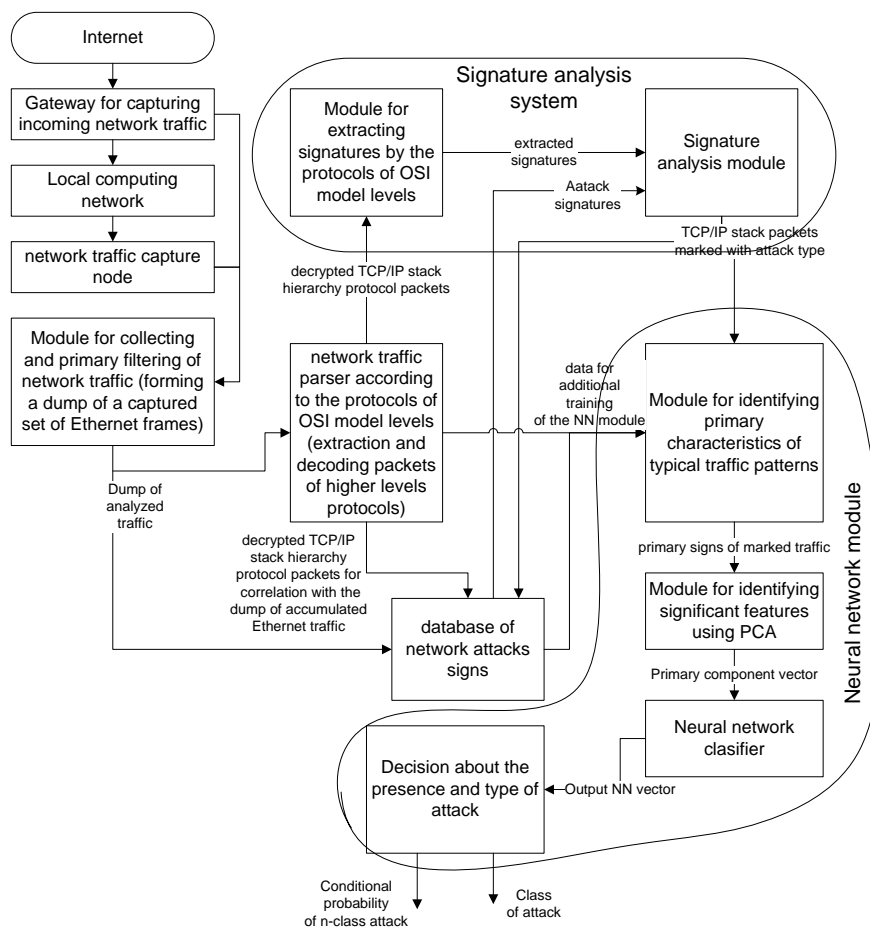 Internet
Gateway for capturing
incoming network traffic
Local computing
network
network traffic capture
node
Module for collecting
and primary filtering of
network traffic (forming
a dump of a captured
set of Ethernet frames)
Dump of
analyzed
traffic
Signature analysis
system
Module for
extracting
signatures by the
protocols of OSI
model levels
extracted
signatures
Aatack
signatures
Signature
analysis module
TCP/IP stack packets
marked with attack type
decrypted TCP/IP stack
hierarchy protocol packets
network traffic
parser according
to the protocols of
OSI model levels
(extraction and
decoding packets
of higher levels
protocols)
data for
additional
training
of the NN module
Module for identifying
primary
characteristics of
typical traffic patterns
decrypted TCP/IP
stack hierarchy
protocol packets for
correlation with the
dump of accumulated
Ethernet traffic
database of
network attacks
signs
primary signs of marked traffic
Module for identifying
significant features
using PCA
Primary component vector
Neural network
clasifier
Neural network module
Output NN vector
Decision about the
presence and type of
attack
Conditional
probability
of n-class attack
Class
of attack